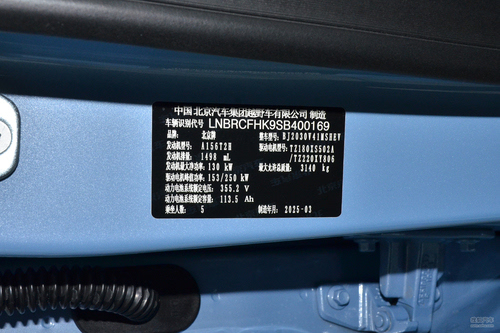 中国 北京汽车集团越野车有限公司 制造
车辆识别代号 LNBRCFHK9SB400169
品牌 北京牌 整车型号 BJ2030V41MSHEV
发动机型号 A156T2H 驱动电机型号 TZ180XS502A
发动机排量 1498 mL /TZ220XY806
发动机最大净功率 130 kW 最大允许总质量 3140 kg
驱动电机峰值功率 153/250 kW
动力电池系统额定电压 355.2 V
动力电池系统额定容量 113.5 Ah
乘坐人数 5 制造年月 2025-03